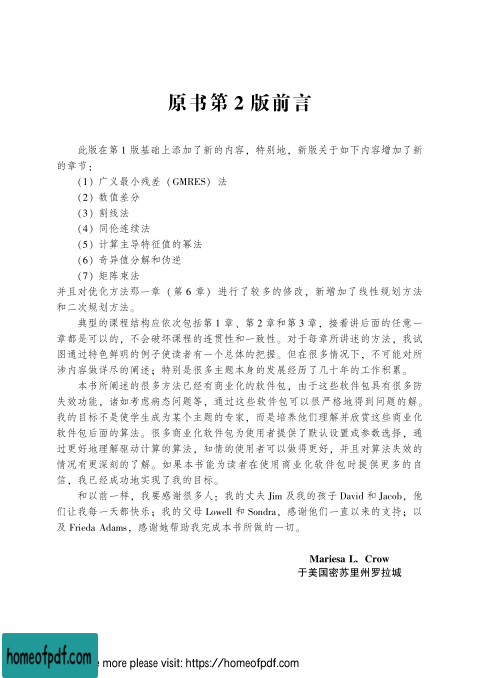 原书第 2 版前言
此版在第 1 版基础上添加了新的内容，特别地，新版关于如下内容增加了新
的章节：
(1) 广义最小残差（GMRES）法
(2) 数值差分
(3) 割线法
(4) 同伦连续法
(5) 计算主导特征值的幂法
(6) 奇异值分解和伪逆
(7) 矩阵束法
并且对优化方法那一章（第 6 章）进行了较多的修改，新增加了线性规划方法
和二次规划方法。
典型的课程结构应依次包括第 1 章、第 2 章和第 3 章，接着讲后面的任意一
章都是可以的，不会破坏课程的连贯性和一致性。对于每章所讲述的方法，我试
图通过特色鲜明的例子使读者有一个总体的把握。但在很多情况下，不可能对所
涉内容做详尽的阐述；特别是很多主题本身的发展经历了几十年的工作积累。
本书所阐述的很多方法已经有商业化的软件包，由于这些软件包具有很多防
失效功能，诸如考虑病态问题等，通过这些软件包可以很严格地得到问题的解。
我的目标不是使学生成为某个主题的专家，而是培养他们理解并欣赏这些商业化
软件包后面的算法。很多商业化软件包为使用者提供了默认设置或参数选择，通
过更好地理解驱动计算的算法，知情的使用者可以做得更好，并且对算法失效的
情况有更深刻的了解。如果本书能为读者在使用商业化软件包时提供更多的自
信，我已经成功地实现了我的目标。
和以前一样，我要感谢很多人：我的丈夫 Jim 及我的孩子 David 和 Jacob，他
们让我每一天都快乐；我的父母 Lowell 和 Sondra，感谢他们一直以来的支持；以
及 Frieda Adams，感谢她帮助我完成本书所做的一切。
Mariesa L. Crow
于美国密苏里州罗拉城
homeofpdf.com
more please visit: https://homeofpdf.com